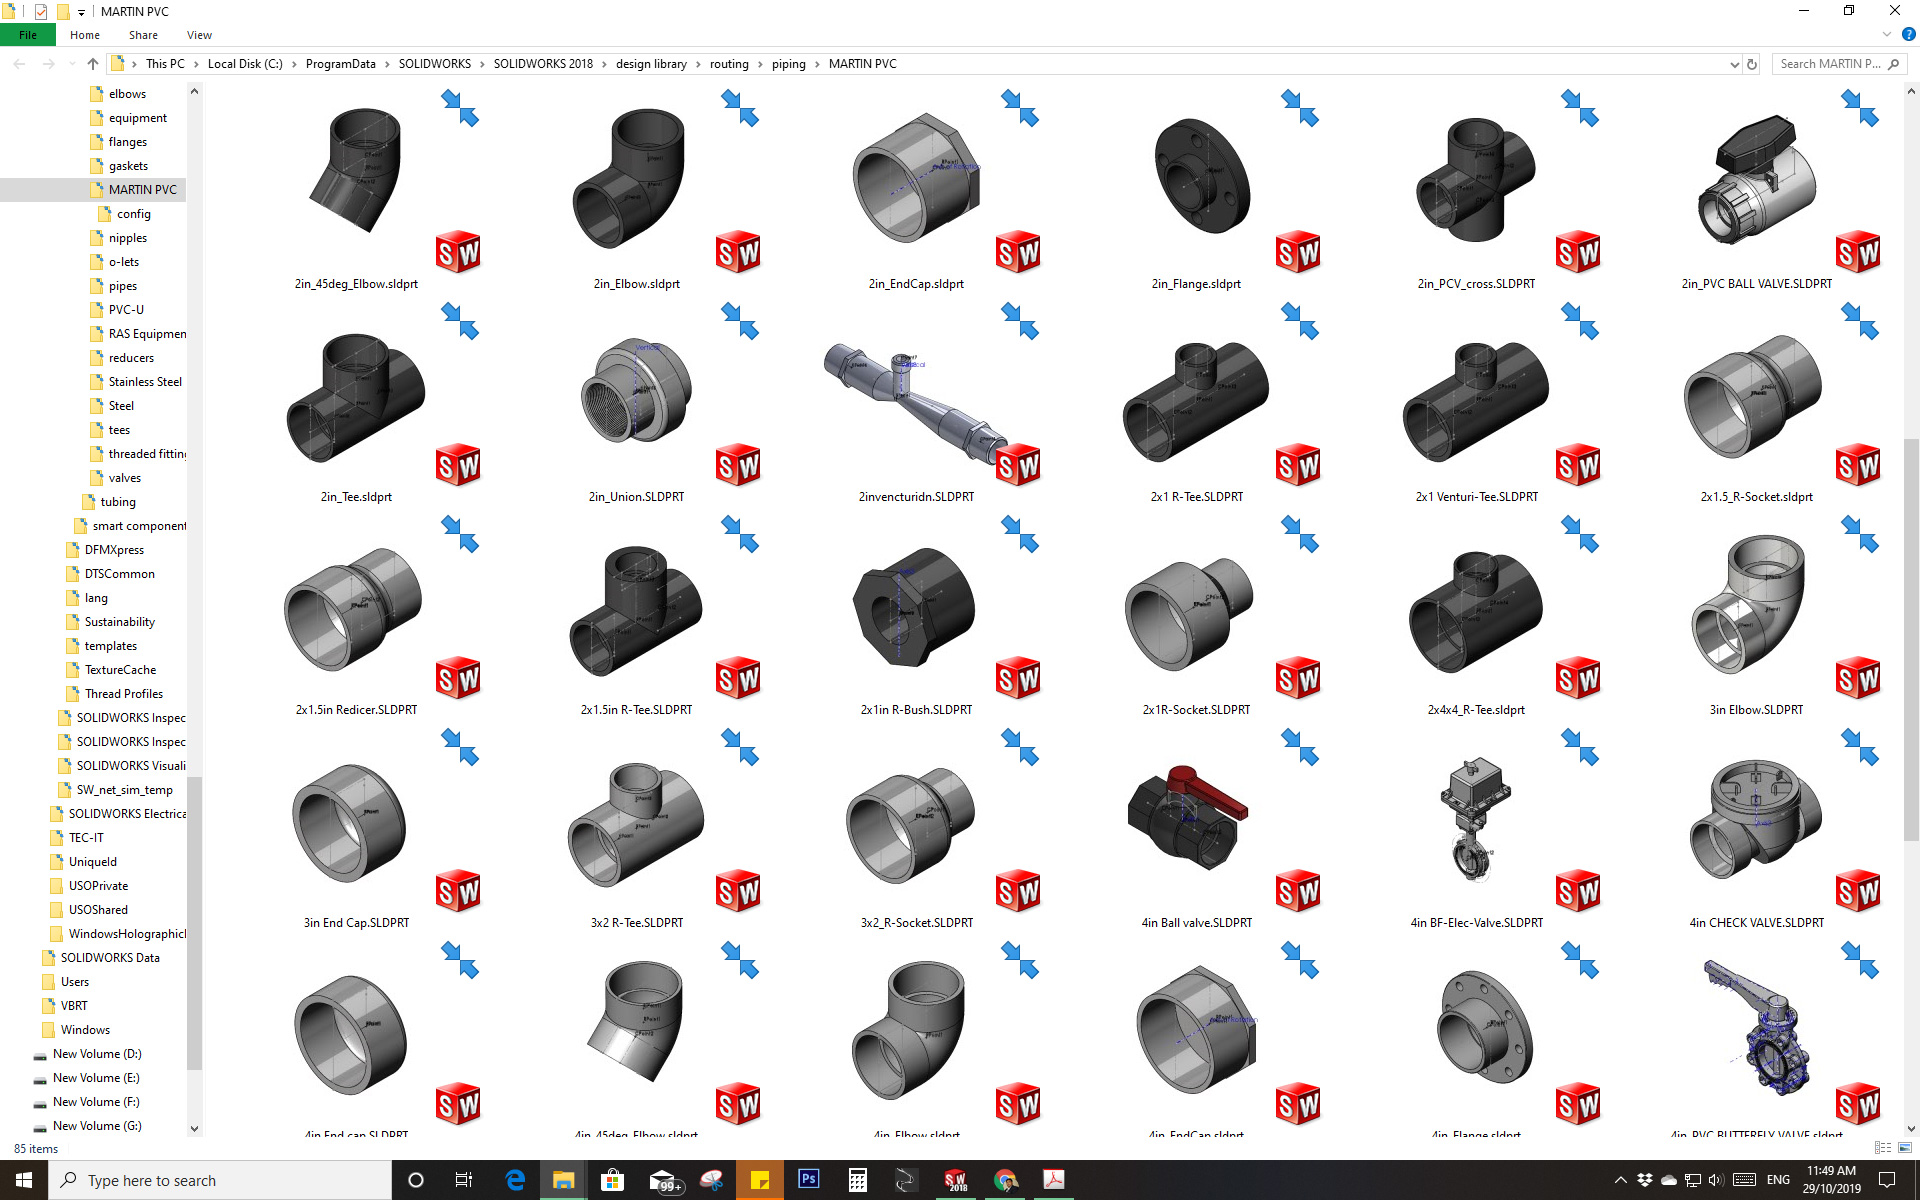 MARTIN PVC
File
Home
Share
View
This PC
Local Disk (C:)
ProgramData
SOLIDWORKS
SOLIDWORKS 2018
design library
routing
piping
MARTIN PVC
Search MARTIN P...
elbows
equipment
flanges
gaskets
MARTIN PVC
config
nipples
o-lets
pipes
PVC-U
RAS Equipmen
reducers
Stainless Steel
Steel
tees
threaded fitting
valves
tubing
smart component
DFMXpress
DTSCommon
lang
Sustainability
templates
TextureCache
Thread Profiles
SOLIDWORKS Inspec
SOLIDWORKS Inspec
SOLIDWORKS Visuali
SW_net_sim_temp
SOLIDWORKS Electrica
TEC-IT
UniqueId
USOPrivate
USOShared
WindowsHolographicI
SOLIDWORKS Data
Users
VBRT
Windows
New Volume (D:)
New Volume (E:)
New Volume (F:)
New Volume (G:)
2in_45deg_Elbow.sldprt
2in_Elbow.sldprt
2in_EndCap.sldprt
2in_Flange.sldprt
2in_PCV_cross.SLDPRT
2in_PVC BALL VALVE.SLDPRT
2in_Tee.sldprt
2in_Union.SLDPRT
2invencturidn.SLDPRT
2x1 R-Tee.SLDPRT
2x1 Venturi-Tee.SLDPRT
2x1.5_R-Socket.sldprt
2x1.5in Redicer.SLDPRT
2x1.5in R-Tee.SLDPRT
2x1in R-Bush.SLDPRT
2x1R-Socket.SLDPRT
2x4x4_R-Tee.sldprt
3in Elbow.SLDPRT
3in End Cap.SLDPRT
3x2 R-Tee.SLDPRT
3x2_R-Socket.SLDPRT
4in Ball valve.SLDPRT
4in BF-Elec-Valve.SLDPRT
4in CHECK VALVE.SLDPRT
4in End cap.SLDPRT
4in_45deg_Elbow.sldprt
4in_Elbow.sldprt
4in_EndCap.sldprt
4in_Flange.sldprt
4in_PVC BUTTERFLY VALVE.sldprt
85 items
Type here to search
99+
Ps
SW 2018
ENG
11:49 AM
29/10/2019